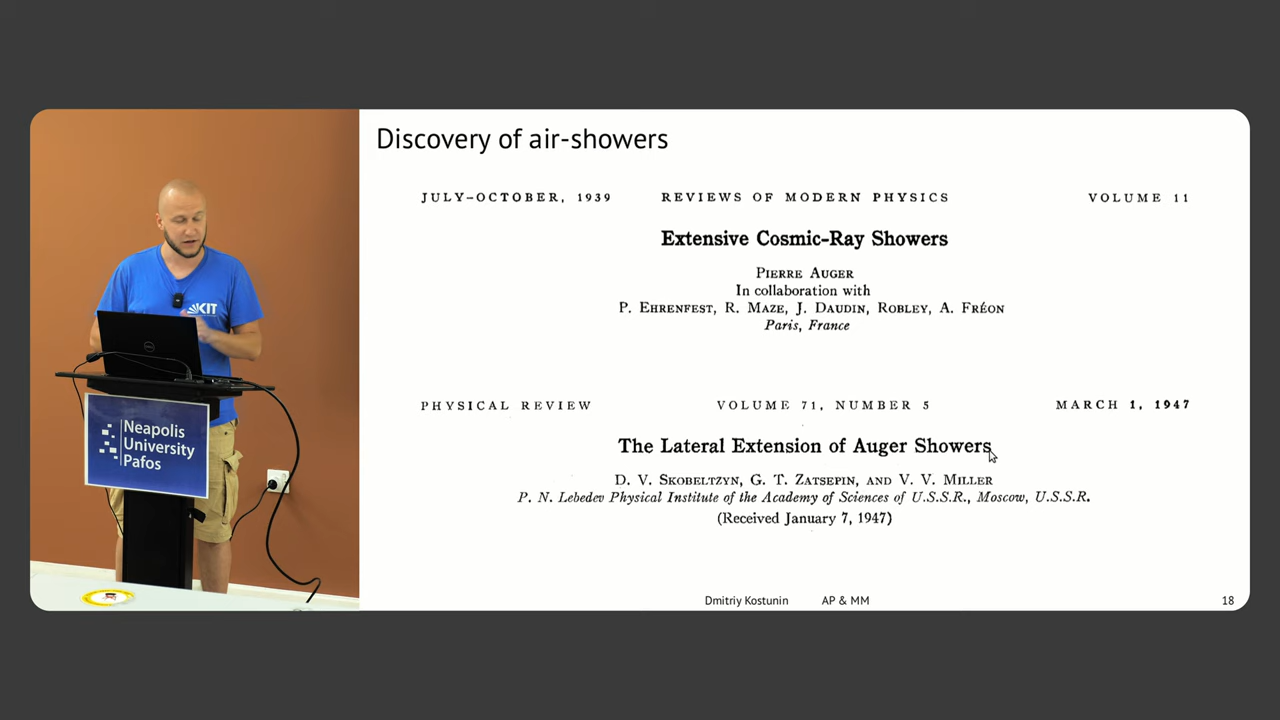 Discovery of air-showers
JULY-OCTOBER, 1939 REVIEWS OF MODERN PHYSICS VOLUME 11
Extensive Cosmic-Ray Showers
PIERRE AUGER
In collaboration with
P. EHRENFEST, R. MAZE, J. DAUDIN, ROBLEY, A. FRÉON
Paris, France
PHYSICAL REVIEW VOLUME 71, NUMBER 5 MARCH 1, 1947
The Lateral Extension of Auger Showers
D. V. SKOBELTZYN, G. T. ZATSEPIN, AND V. V. MILLER
P. N. Lebedev Physical Institute of the Academy of Sciences of U.S.S.R., Moscow, U.S.S.R.
(Received January 7, 1947)
Dmitriy Kostunin AP & MM 18
KIT
DELL
Neapolis
University
Pafos